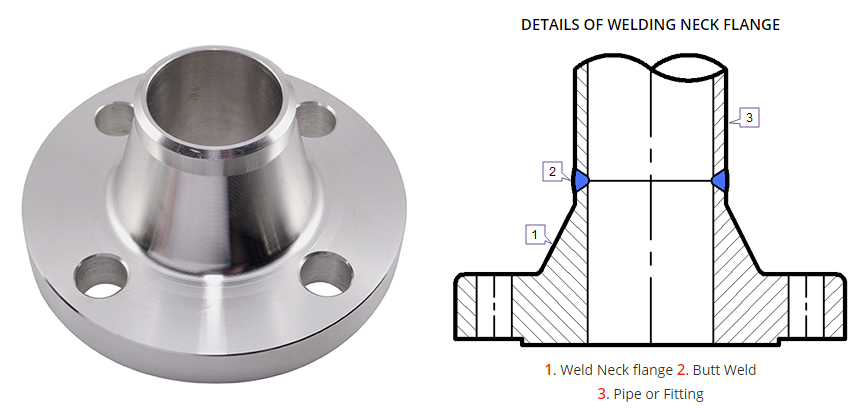 DETAILS OF WELDING NECK FLANGE
3
2
1
1. Weld Neck flange 2. Butt Weld
3. Pipe or Fitting